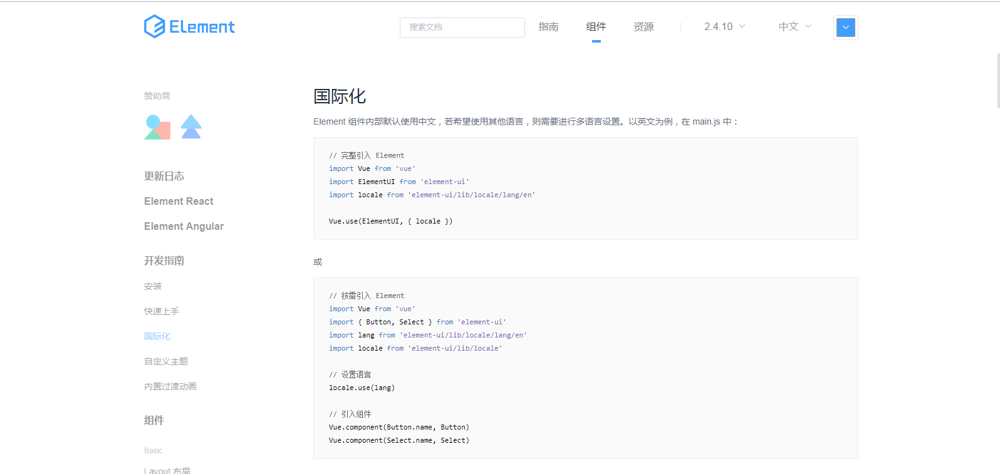 Element
搜索文档
指南
组件
资源
2.4.10
中文
赞助商
更新日志
Element React
Element Angular
开发指南
安装
快速上手
国际化
自定义主题
内置过渡动画
组件
Basic
Layout 布局
国际化
Element 组件内部默认使用中文，若希望使用其他语言，则需要进行多语言设置。以英文为例，在 main.js 中：
// 完整引入 Element
import Vue from 'vue'
import ElementUI from 'element-ui'
import locale from 'element-ui/lib/locale/lang/en'
Vue.use(ElementUI, { locale })
或
// 按需引入 Element
import Vue from 'vue'
import { Button, Select } from 'element-ui'
import lang from 'element-ui/lib/locale/lang/en'
import locale from 'element-ui/lib/locale'
// 设置语言
locale.use(lang)
// 引入组件
Vue.component(Button.name, Button)
Vue.component(Select.name, Select)